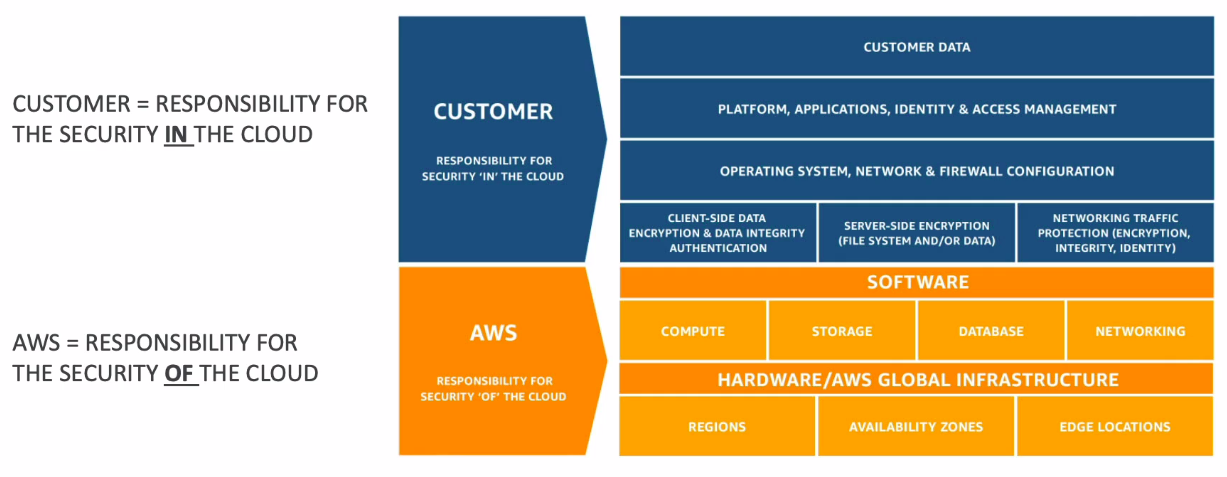 CUSTOMER = RESPONSIBILITY FOR
THE SECURITY IN THE CLOUD
CUSTOMER
RESPONSIBILITY FOR
SECURITY ‘IN’ THE CLOUD
CUSTOMER DATA
PLATFORM, APPLICATIONS, IDENTITY & ACCESS MANAGEMENT
OPERATING SYSTEM, NETWORK & FIREWALL CONFIGURATION
CLIENT-SIDE DATA
ENCRYPTION & DATA INTEGRITY
AUTHENTICATION
SERVER-SIDE ENCRYPTION
(FILE SYSTEM AND/OR DATA)
NETWORKING TRAFFIC
PROTECTION (ENCRYPTION,
INTEGRITY, IDENTITY)
AWS = RESPONSIBILITY FOR
THE SECURITY OF THE CLOUD
AWS
RESPONSIBILITY FOR
SECURITY ‘OF’ THE CLOUD
SOFTWARE
COMPUTE
STORAGE
DATABASE
NETWORKING
HARDWARE/AWS GLOBAL INFRASTRUCTURE
REGIONS
AVAILABILITY ZONES
EDGE LOCATIONS